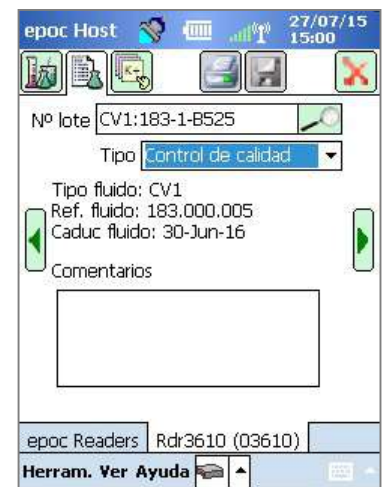 epoc Host 27/07/15
15:00
K+
Nº lote CV1:183-1-B525
Tipo Control de calidad
Tipo fluido: CV1
Ref. fluido: 183.000.005
Caduc fluido: 30-Jun-16
Comentarios
epoc Readers Rdr3610 (03610)
Herram. Ver Ayuda